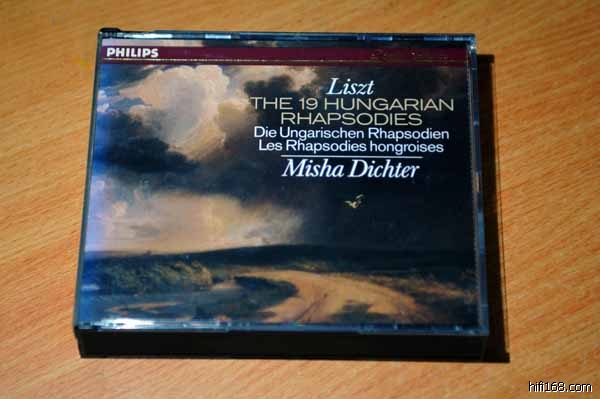 PHILIPS
Liszt
THE 19 HUNGARIAN
RHAPSODIES
Die Ungarischen Rhapsodien
Les Rhapsodies hongroises
Misha Dichter
hifi168.com